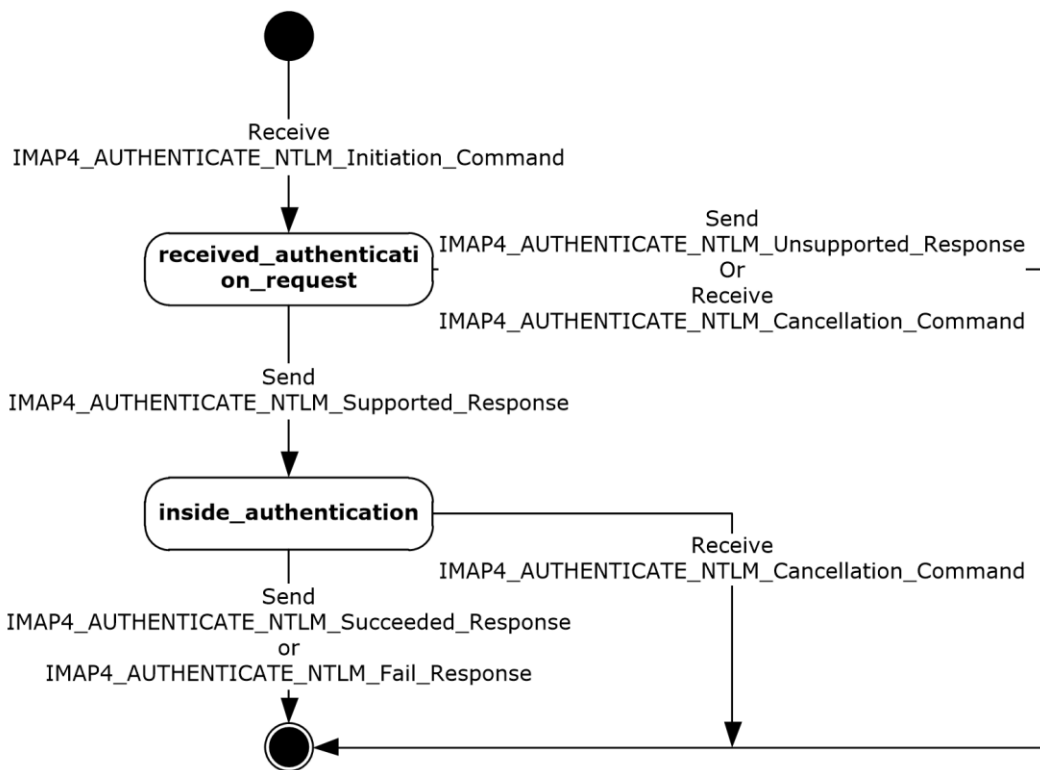 Receive
IMAP4_AUTHENTICATE_NTLM_Initiation_Command
received_authenticati
on_request
Send
IMAP4_AUTHENTICATE_NTLM_Unsupported_Response
Or
Receive
IMAP4_AUTHENTICATE_NTLM_Cancellation_Command
Send
IMAP4_AUTHENTICATE_NTLM_Supported_Response
inside_authentication
Receive
IMAP4_AUTHENTICATE_NTLM_Cancellation_Command
Send
IMAP4_AUTHENTICATE_NTLM_Succeeded_Response
or
IMAP4_AUTHENTICATE_NTLM_Fail_Response